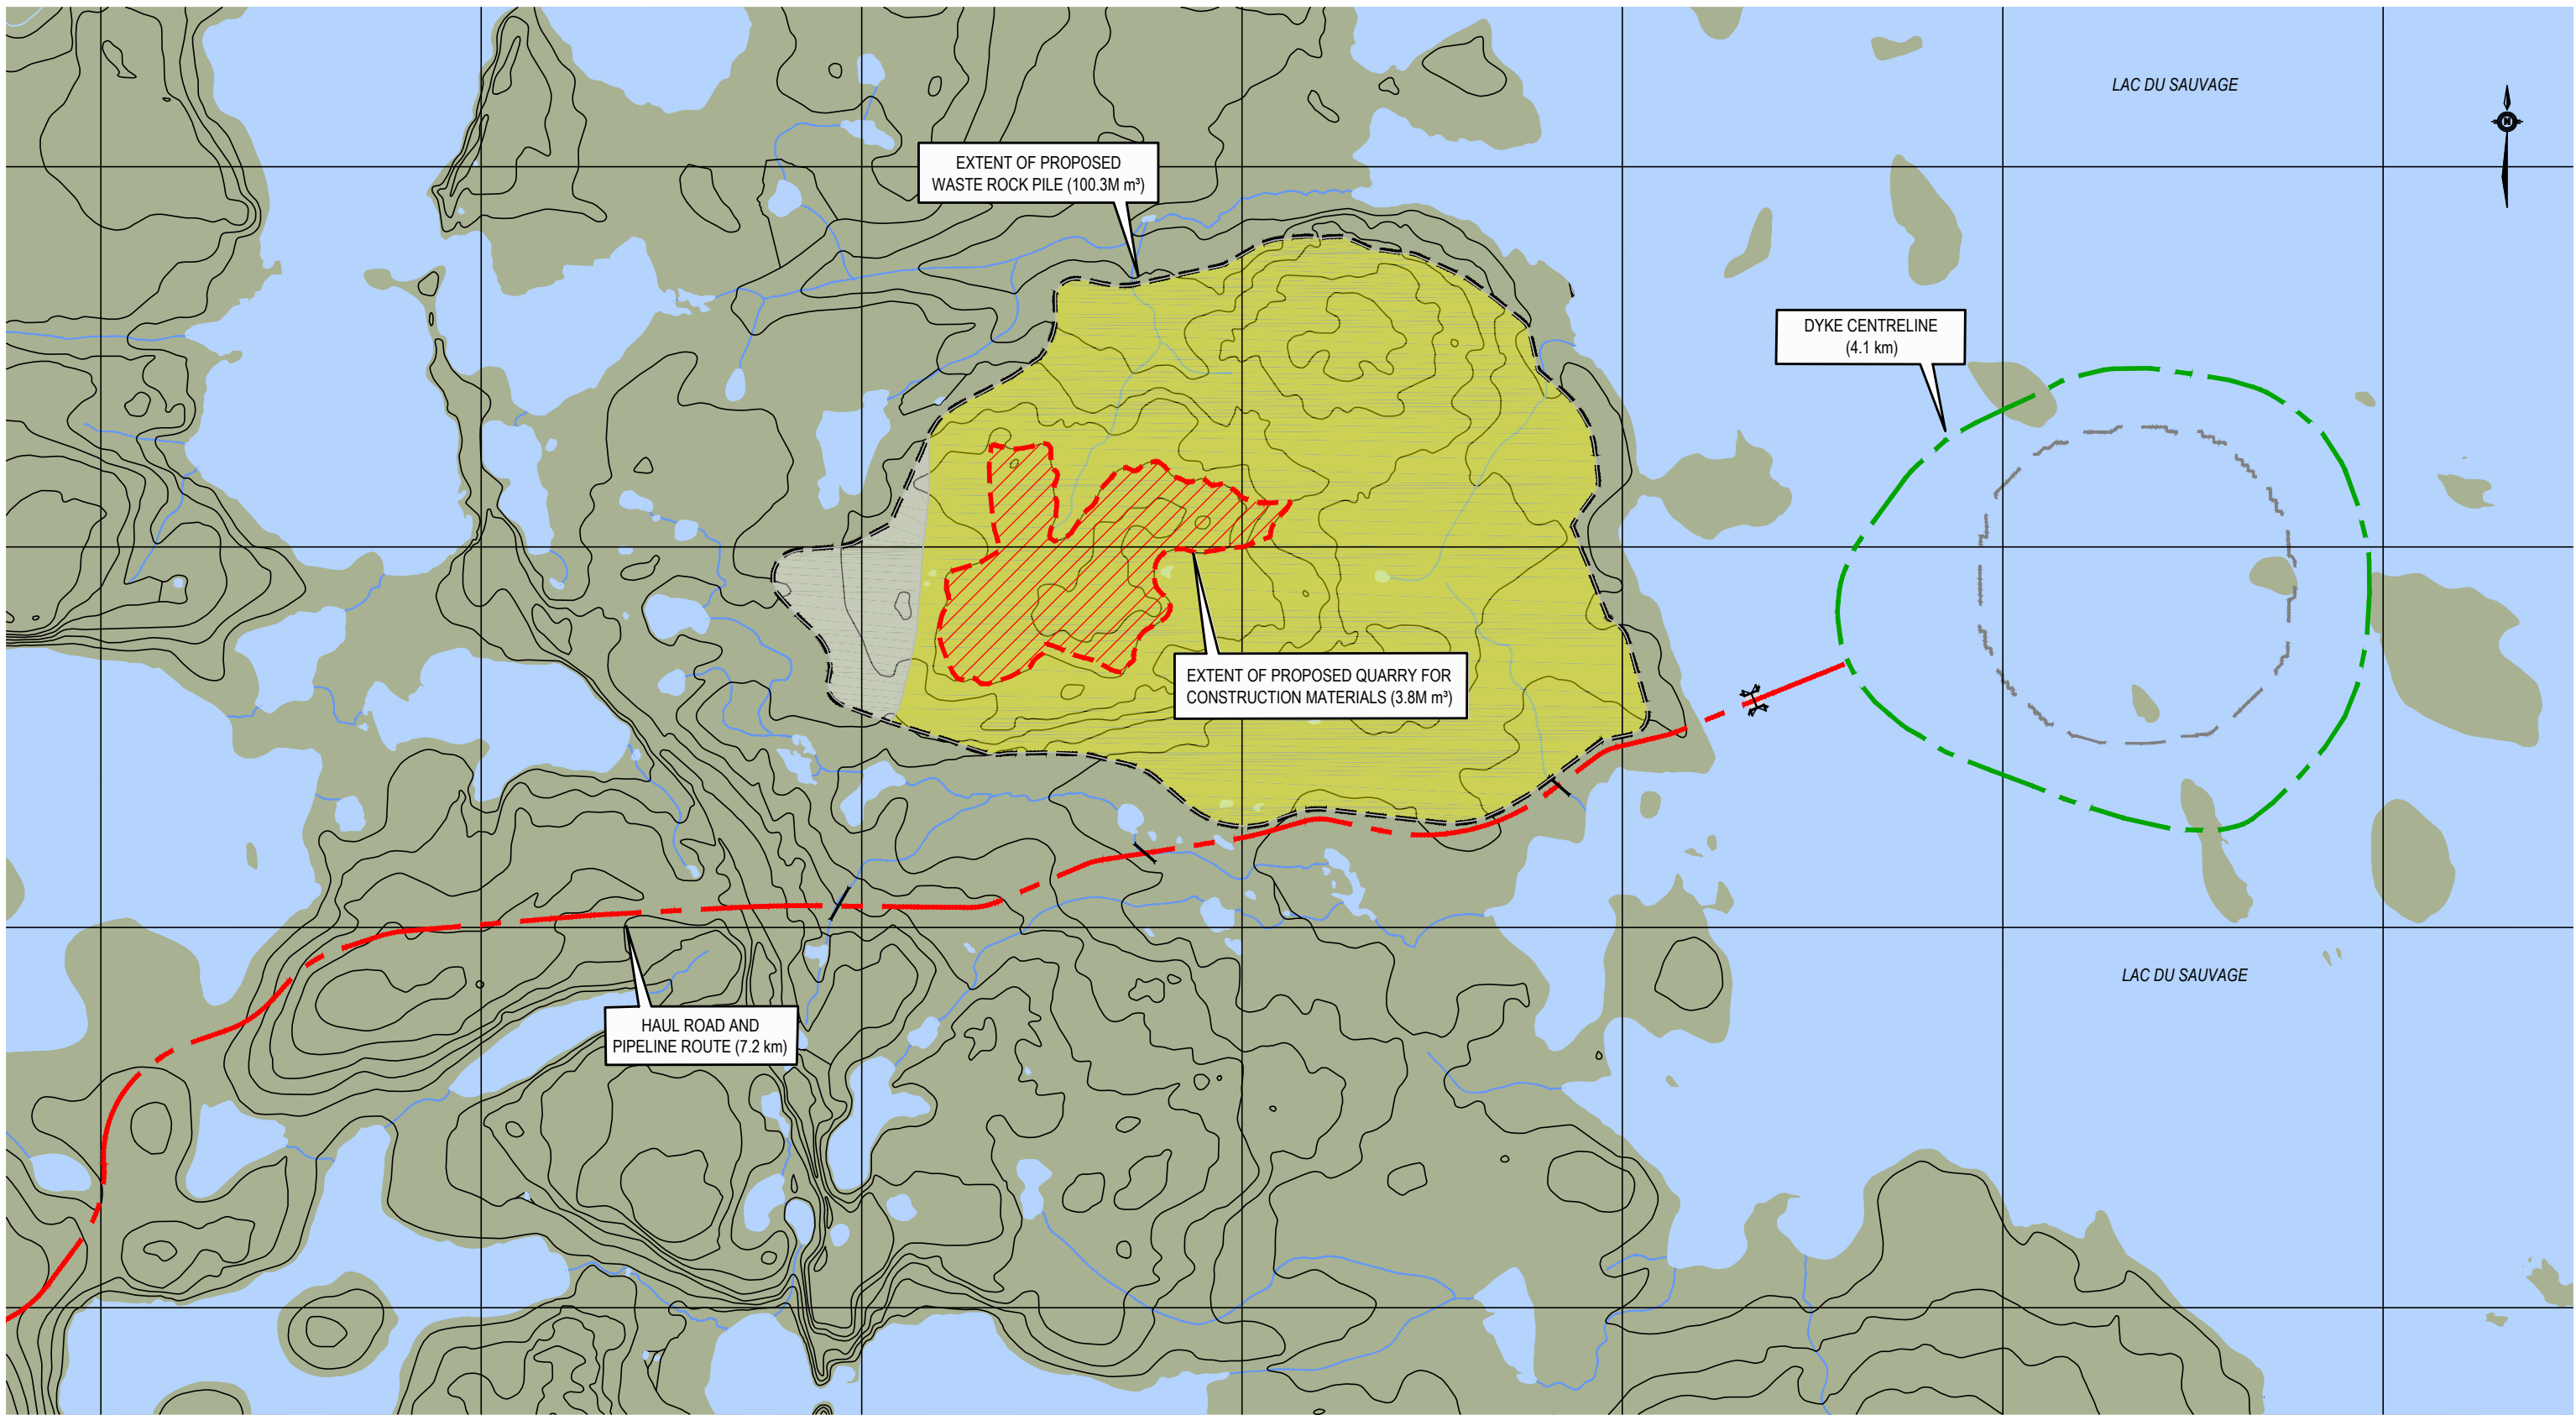 LAC DU SAUVAGE
N
EXTENT OF PROPOSED
WASTE ROCK PILE (100.3M m³)
DYKE CENTRELINE
(4.1 km)
EXTENT OF PROPOSED QUARRY FOR
CONSTRUCTION MATERIALS (3.8M m³)
LAC DU SAUVAGE
HAUL ROAD AND
PIPELINE ROUTE (7.2 km)